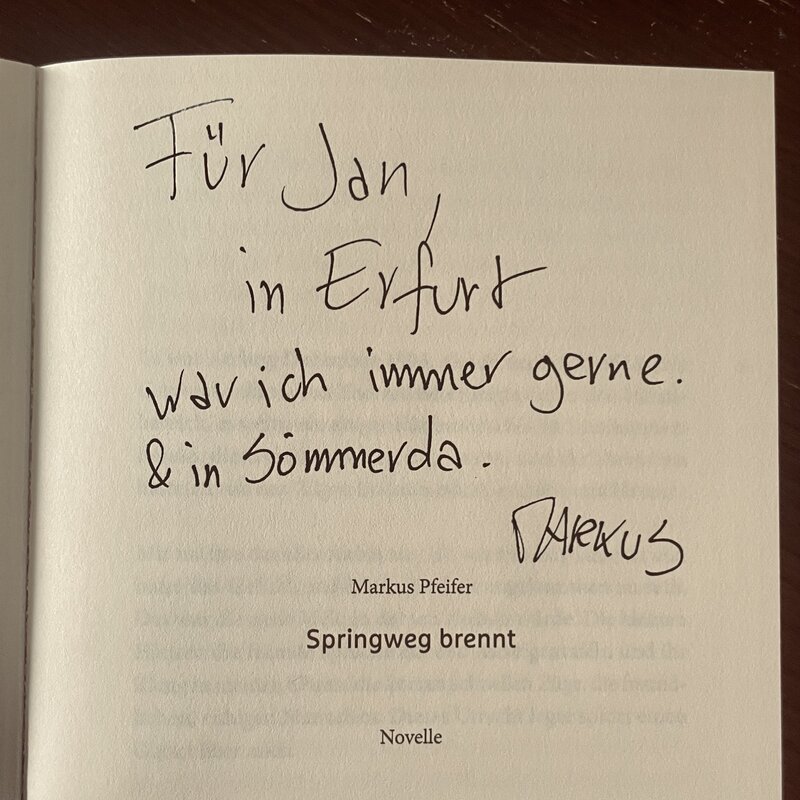 Für Jan,
in Erfurt
war ich immer gerne.
& in Sömmerda.
MARKUS
Markus Pfeifer
Springweg brennt
Novelle